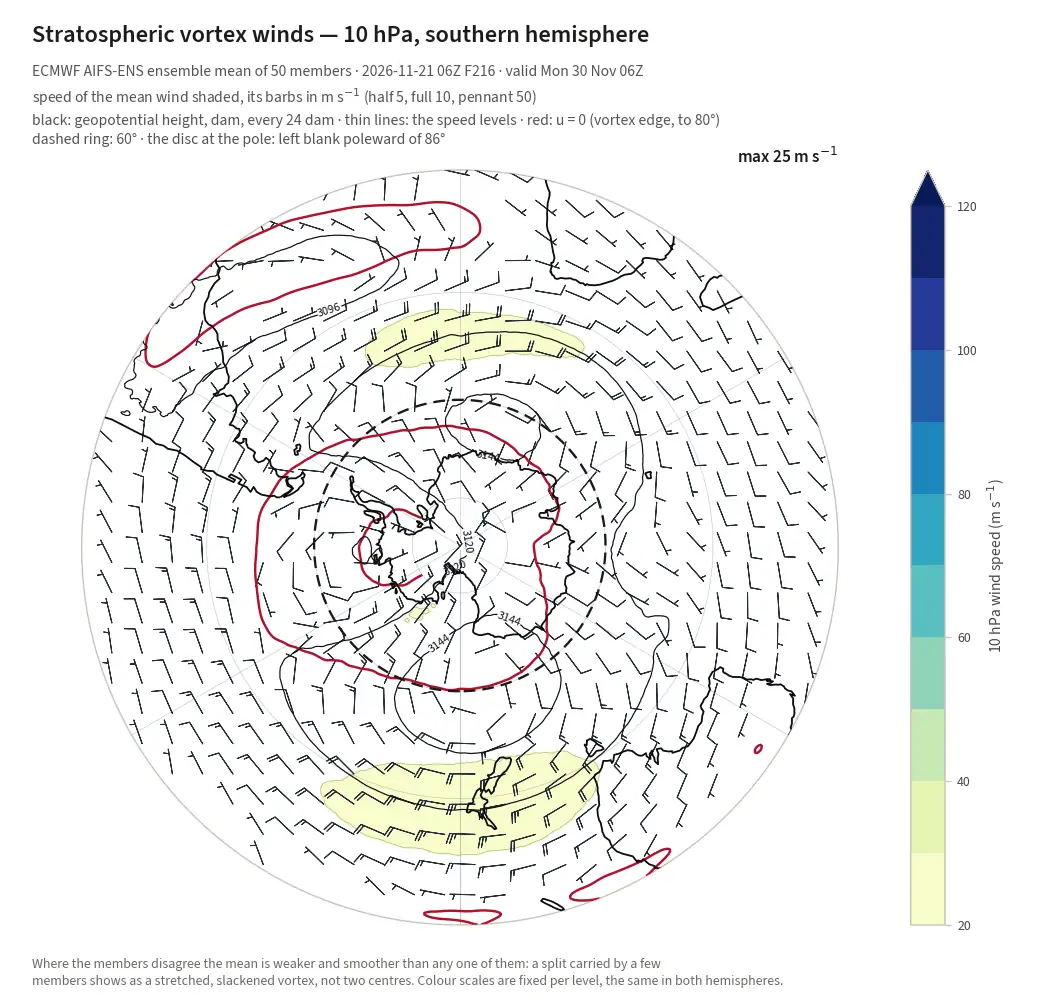 Stratospheric vortex winds — 10 hPa, southern hemisphere
ECMWF AIFS-ENS ensemble mean of 50 members · 2026-11-21 06Z F216 · valid Mon 30 Nov 06Z
speed of the mean wind shaded, its barbs in m s⁻¹ (half 5, full 10, pennant 50)
black: geopotential height, dam, every 24 dam · thin lines: the speed levels · red: u = 0 (vortex edge, to 80°)
dashed ring: 60° · the disc at the pole: left blank poleward of 86°
max 25 m s⁻¹
120
100
80
60
40
20
10 hPa wind speed (m s⁻¹)
3096
3120
3144
3144
Where the members disagree the mean is weaker and smoother than any one of them: a split carried by a few
members shows as a stretched, slackened vortex, not two centres. Colour scales are fixed per level, the same in both hemispheres.